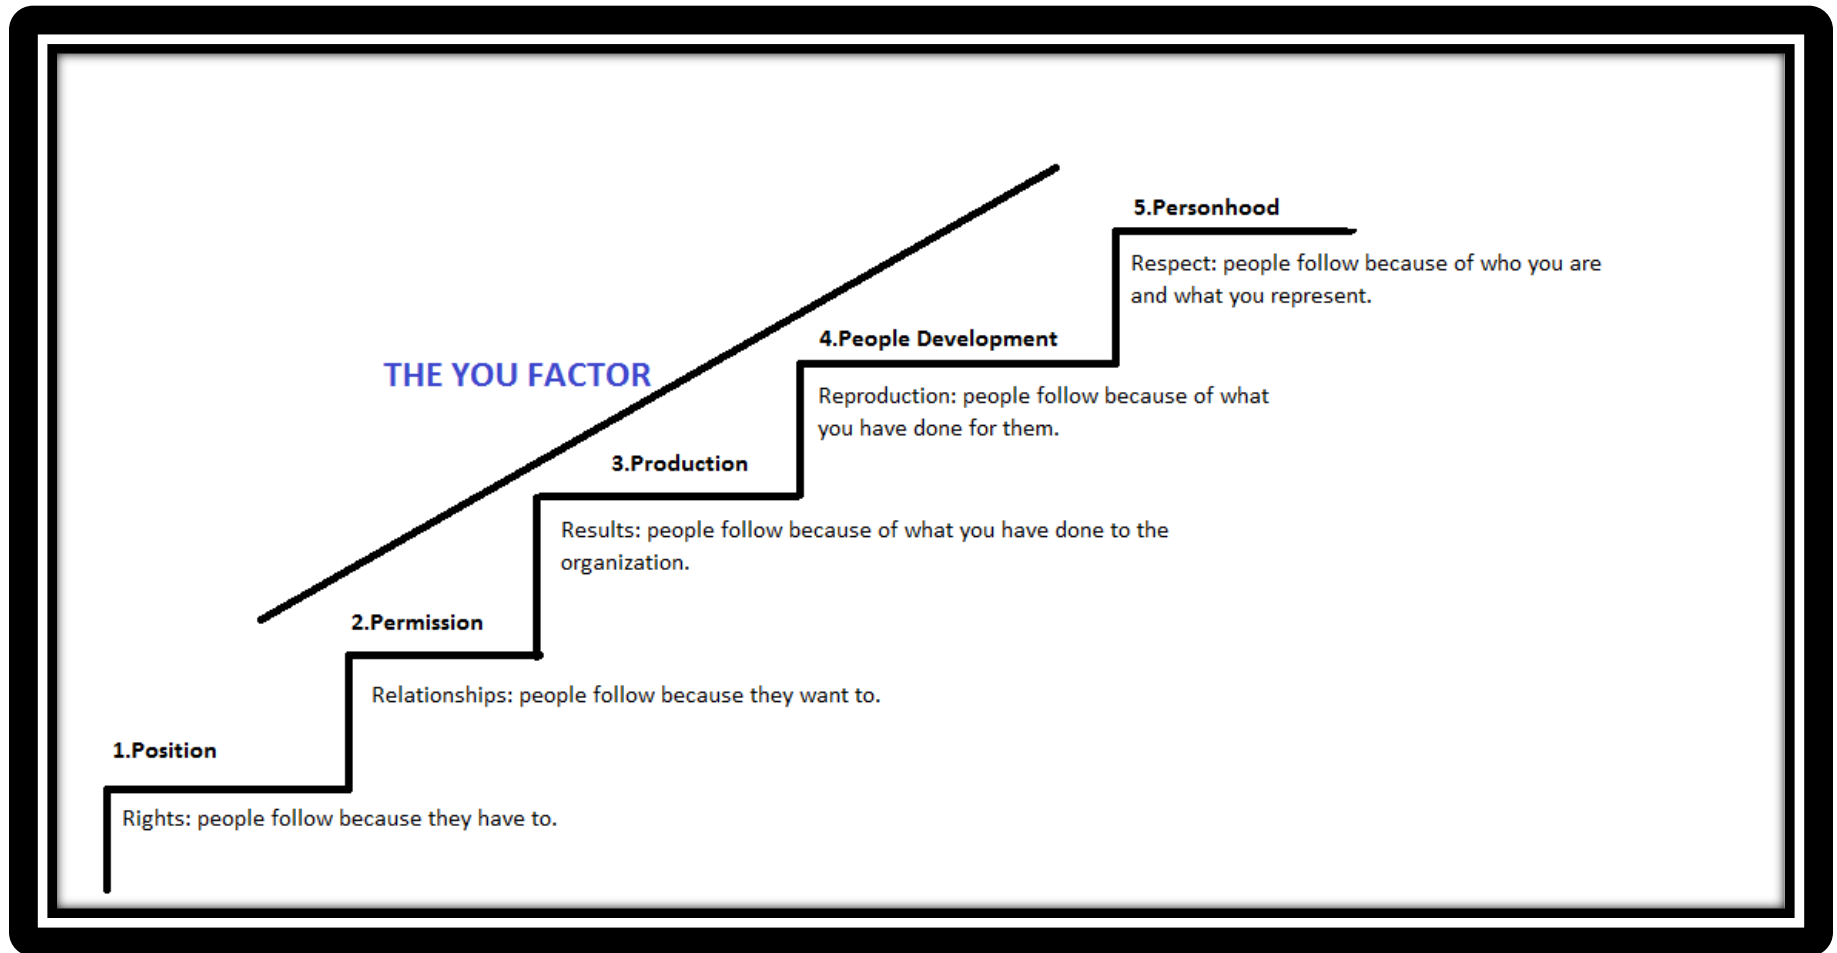 5.Personhood
Respect: people follow because of who you are
and what you represent.
4.People Development
THE YOU FACTOR
Reproduction: people follow because of what
you have done for them.
3.Production
Results: people follow because of what you have done to the
organization.
2.Permission
Relationships: people follow because they want to.
1.Position
Rights: people follow because they have to.